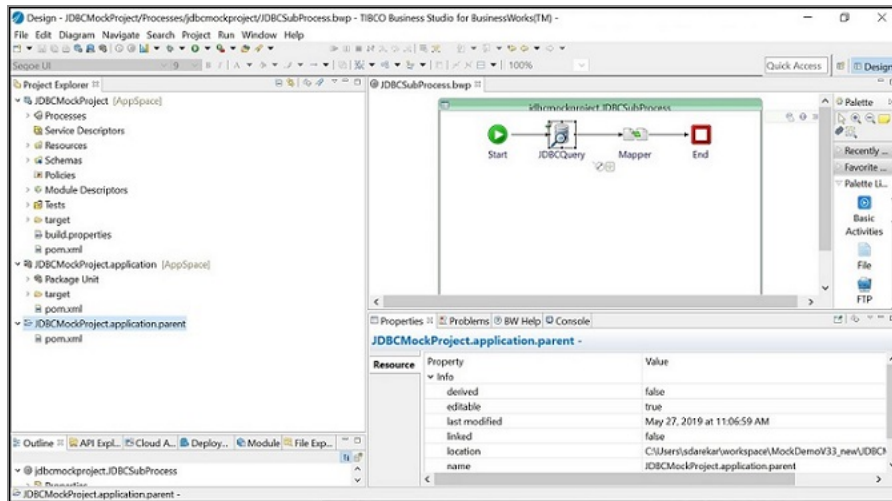 Design - JDBCMockProject/Processes/jdbcmockproject/JDBCSubProcess.bwp - TIBCO Business Studio for BusinessWorks(TM) -
File Edit Diagram Navigate Search Project Run Window Help
Segoe UI 9 100% Quick Access Design
Project Explorer
JDBCMockProject [AppSpace]
Processes
Service Descriptors
Resources
Schemas
Policies
Module Descriptors
Tests
target
build.properties
pom.xml
JDBCMockProject.application [AppSpace]
Package Unit
target
pom.xml
JDBCMockProject.application.parent
pom.xml
Outline API Expl... Cloud A... Deploy... Module File Exp...
jdbcmockproject.JDBCSubProcess
Properties
JDBCMockProject.application.parent -
JDBCSubProcess.bwp
jdbcmockproject.JDBCSubProcess
Start JDBCQuery Mapper End
Palette
Recently ...
Favorite ...
Palette Li...
Basic
Activities
File
FTP
Properties Problems BW Help Console
JDBCMockProject.application.parent -
Resource
Property Value
Info
derived false
editable true
last modified May 27, 2019 at 11:06:59 AM
linked false
location C:\Users\sdarekar\workspace\MockDemoV33_new\JDBCM
name JDBCMockProject.application.parent